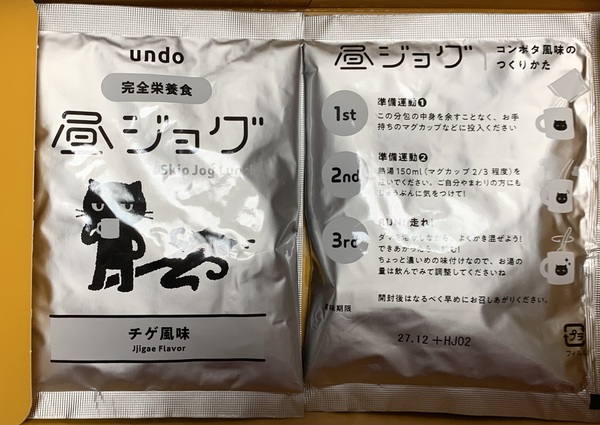 undo
完全栄養食
昼ジョグ
Skip Jog Lunch
チゲ風味
Jjigae Flavor
昼ジョグ
コンポタ風味の
つくりかた
1st
準備運動❶
この分包の中身を余すことなく、お手
持ちのマグカップなどに投入ください
2nd
準備運動❷
熱湯150ml(マグカップ 2/3 程度)を
注いでください。ご自分やまわりの方にも
じゅうぶんに気をつけて!
3rd
RUN!走れ!
よくかき混ぜよう!
ちょっと濃いめの味付けなので、お湯の
量は飲んでみて調整してくださいね
開封後はなるべく早めにお召しあがりください。
賞味期限
27.12 +HJ02
プラ